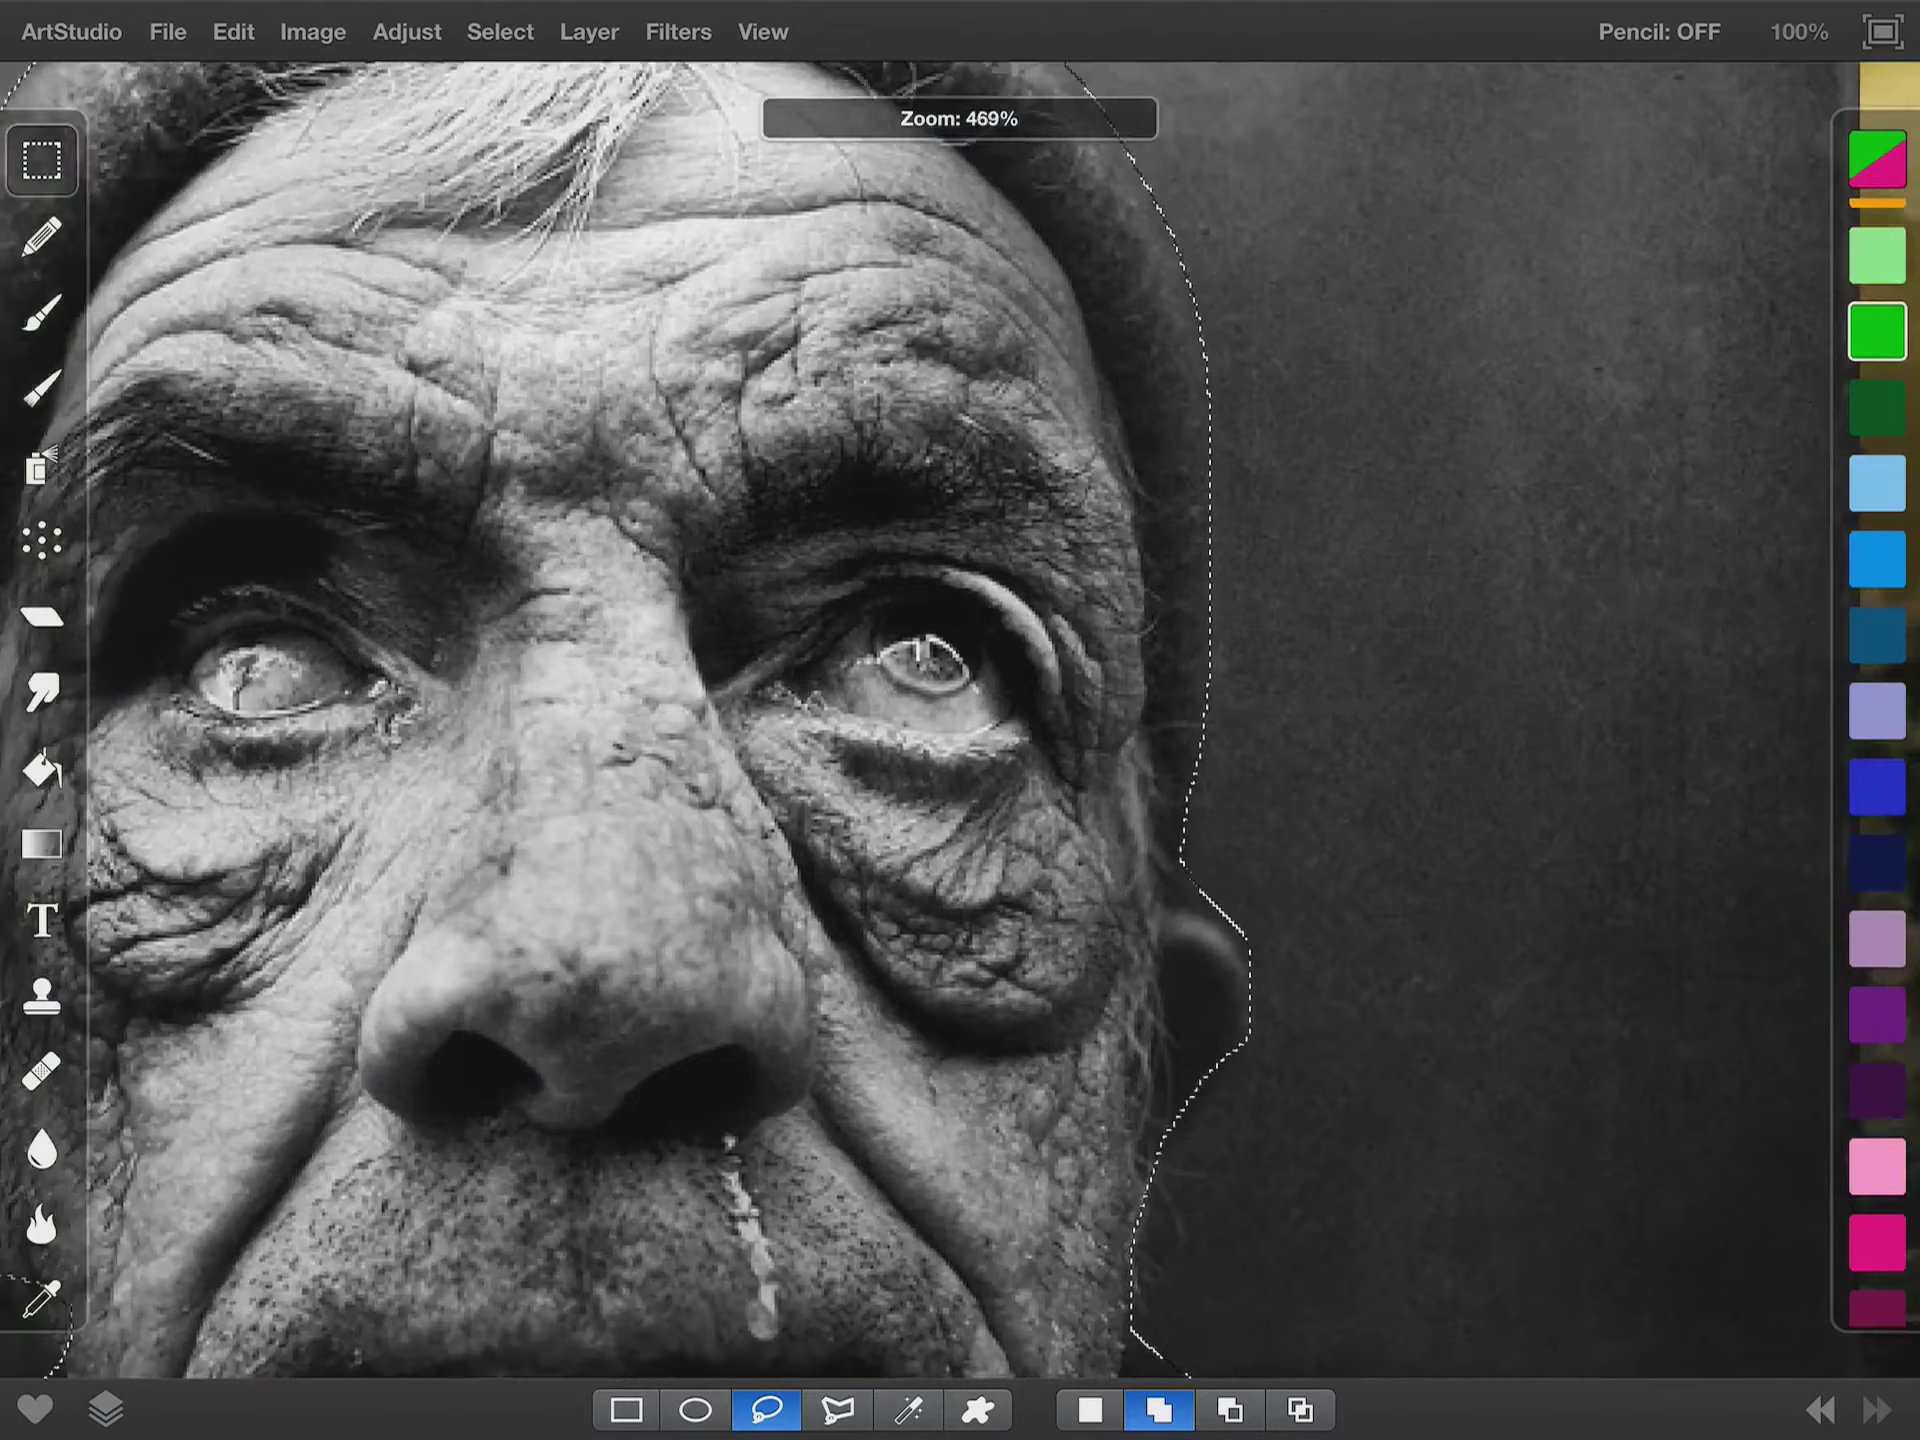 ArtStudio File Edit Image Adjust Select Layer Filters View Pencil: OFF 100%
Zoom: 469%
T